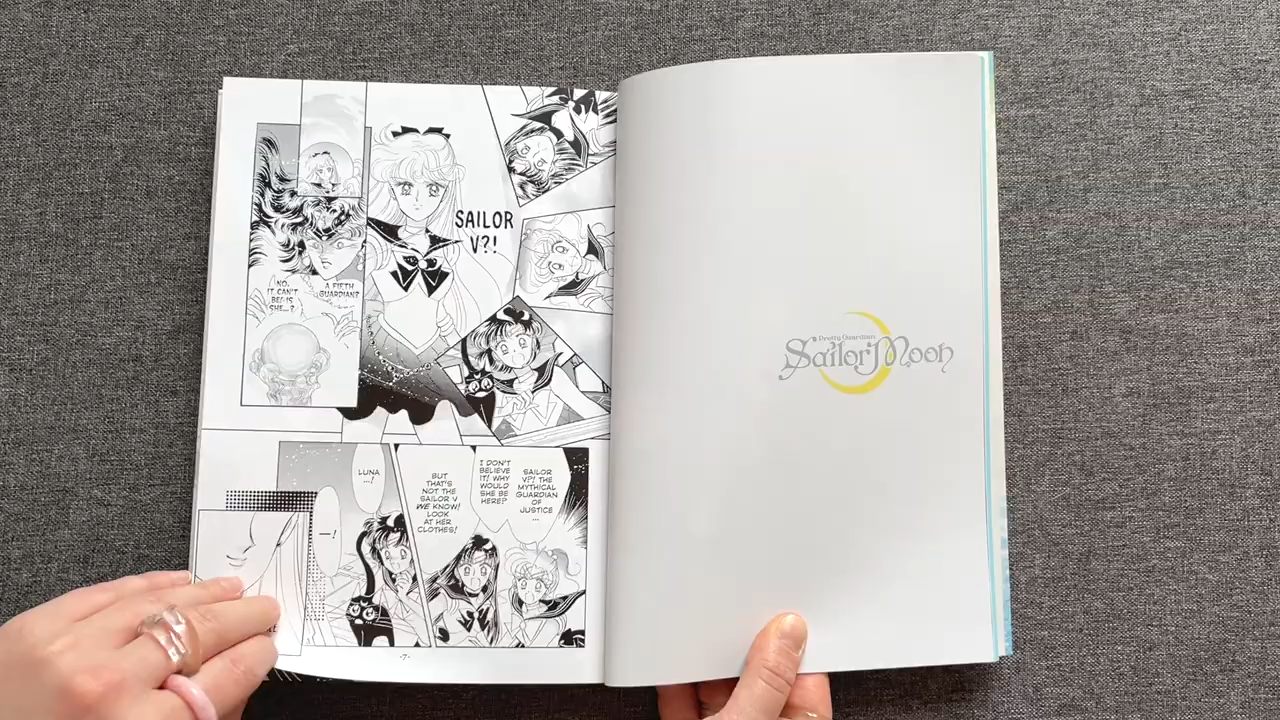 SAILOR
V?!
A FIFTH
GUARDIAN?
NO.
IT CAN'T
BE! IS
SHE...?
SAILOR
V?! THE
MYTHICAL
GUARDIAN
OF
JUSTICE
...
I DON'T
BELIEVE
IT! WHY
WOULD
SHE BE
HERE?
BUT
THAT'S
NOT THE
SAILOR V
WE KNOW!
LOOK
AT HER
CLOTHES!
LUNA
...!
—!
-7-
Pretty Guardian
Sailor Moon